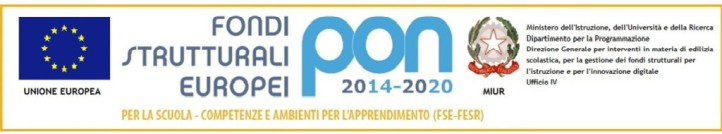 UNIONE EUROPEA
FONDI
STRUTTURALI
EUROPEI
pon
2014-2020
MIUR
Ministero dell'Istruzione, dell'Università e della Ricerca
Dipartimento per la Programmazione
Direzione Generale per interventi in materia di edilizia
scolastica, per la gestione dei fondi strutturali per
l'istruzione e per l'innovazione digitale
Ufficio IV
PER LA SCUOLA - COMPETENZE E AMBIENTI PER L'APPRENDIMENTO (FSE-FESR)